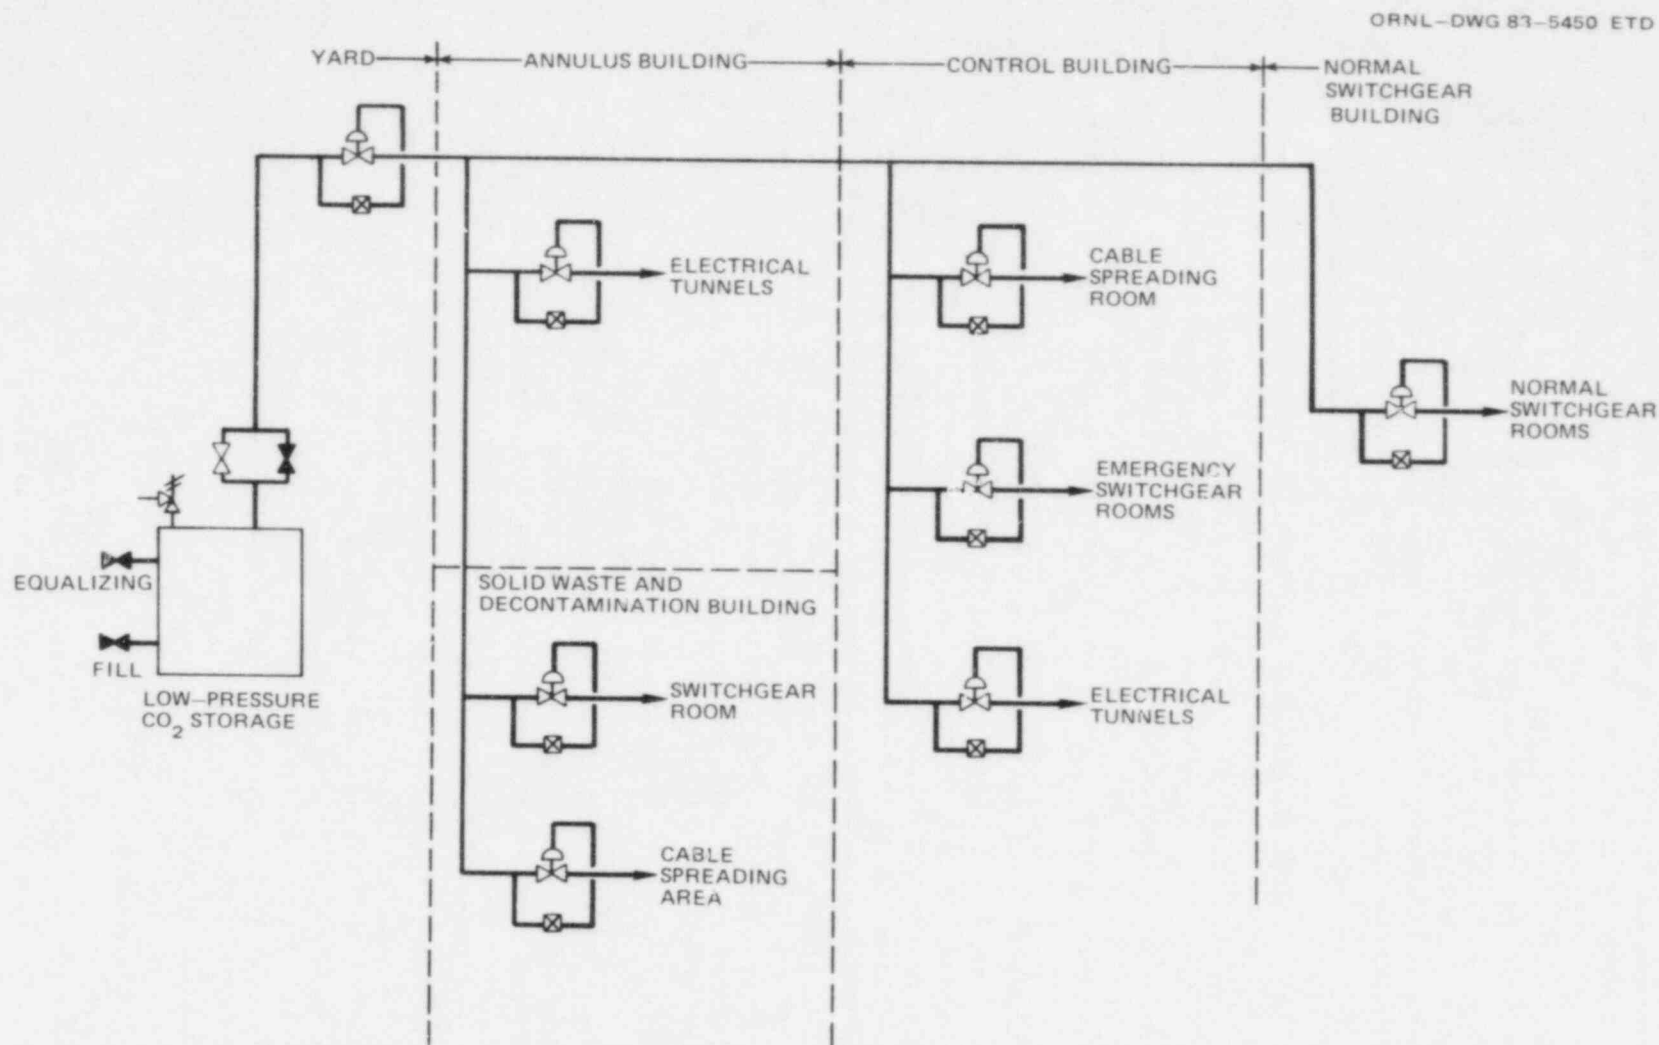 ORNL-DWG 83-5450 ETD
YARD
ANNULUS BUILDING
CONTROL BUILDING
NORMAL
SWITCHGEAR
BUILDING
ELECTRICAL
TUNNELS
CABLE
SPREADING
ROOM
NORMAL
SWITCHGEAR
ROOMS
EMERGENCY
SWITCHGEAR
ROOMS
EQUALIZING
FILL
LOW-PRESSURE
CO2 STORAGE
SOLID WASTE AND
DECONTAMINATION BUILDING
SWITCHGEAR
ROOM
ELECTRICAL
TUNNELS
CABLE
SPREADING
AREA